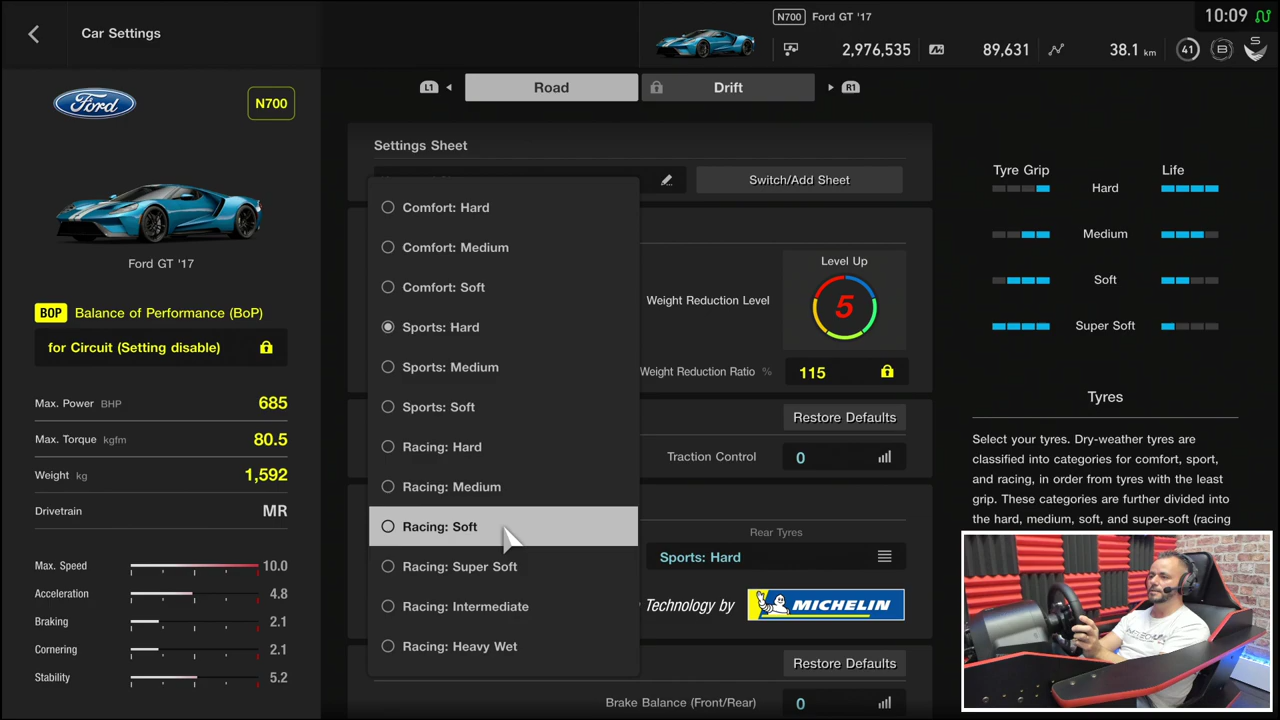 Car Settings
N700 Ford GT '17
10:09
2,976,535 89,631 38.1 km 41 B S
Ford
N700
L1 Road Drift R1
Ford GT '17
BOP Balance of Performance (BoP)
for Circuit (Setting disable)
Max. Power BHP 685
Max. Torque kgfm 80.5
Weight kg 1,592
Drivetrain MR
Max. Speed 10.0
Acceleration 4.8
Braking 2.1
Cornering 2.1
Stability 5.2
Settings Sheet
Switch/Add Sheet
Comfort: Hard
Comfort: Medium
Comfort: Soft
Sports: Hard
Sports: Medium
Sports: Soft
Racing: Hard
Racing: Medium
Racing: Soft
Racing: Super Soft
Racing: Intermediate
Racing: Heavy Wet
Level Up
Weight Reduction Level 5
Weight Reduction Ratio % 115
Restore Defaults
Traction Control 0
Rear Tyres
Sports: Hard
Technology by MICHELIN
Restore Defaults
Brake Balance (Front/Rear) 0
Tyre Grip Life
Hard
Medium
Soft
Super Soft
Tyres
Select your tyres. Dry-weather tyres are
classified into categories for comfort, sport,
and racing, in order from tyres with the least
grip. These categories are further divided into
the hard, medium, soft, and super-soft (racing